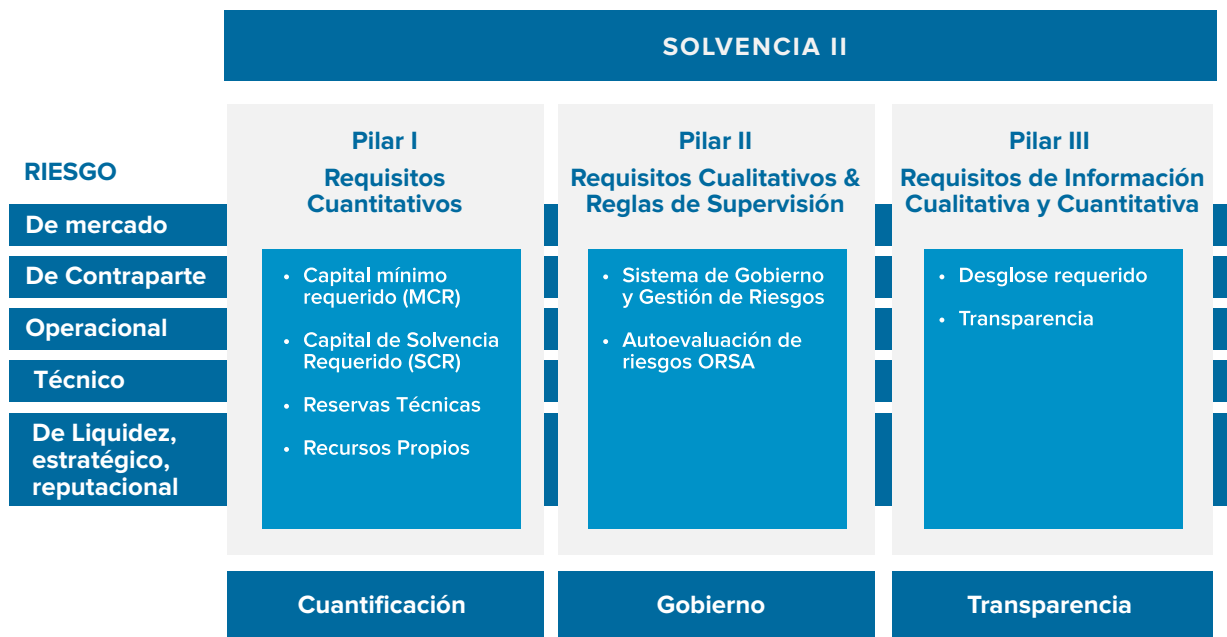 SOLVENCIA II
RIESGO
De mercado
De Contraparte
Operacional
Técnico
De Liquidez,
estratégico,
reputacional
Pilar I
Requisitos
Cuantitativos
• Capital mínimo
requerido (MCR)
• Capital de Solvencia
Requerido (SCR)
• Reservas Técnicas
• Recursos Propios
Cuantificación
Pilar II
Requisitos Cualitativos &
Reglas de Supervisión
• Sistema de Gobierno
y Gestión de Riesgos
• Autoevaluación de
riesgos ORSA
Gobierno
Pilar III
Requisitos de Información
Cualitativa y Cuantitativa
• Desglose requerido
• Transparencia
Transparencia